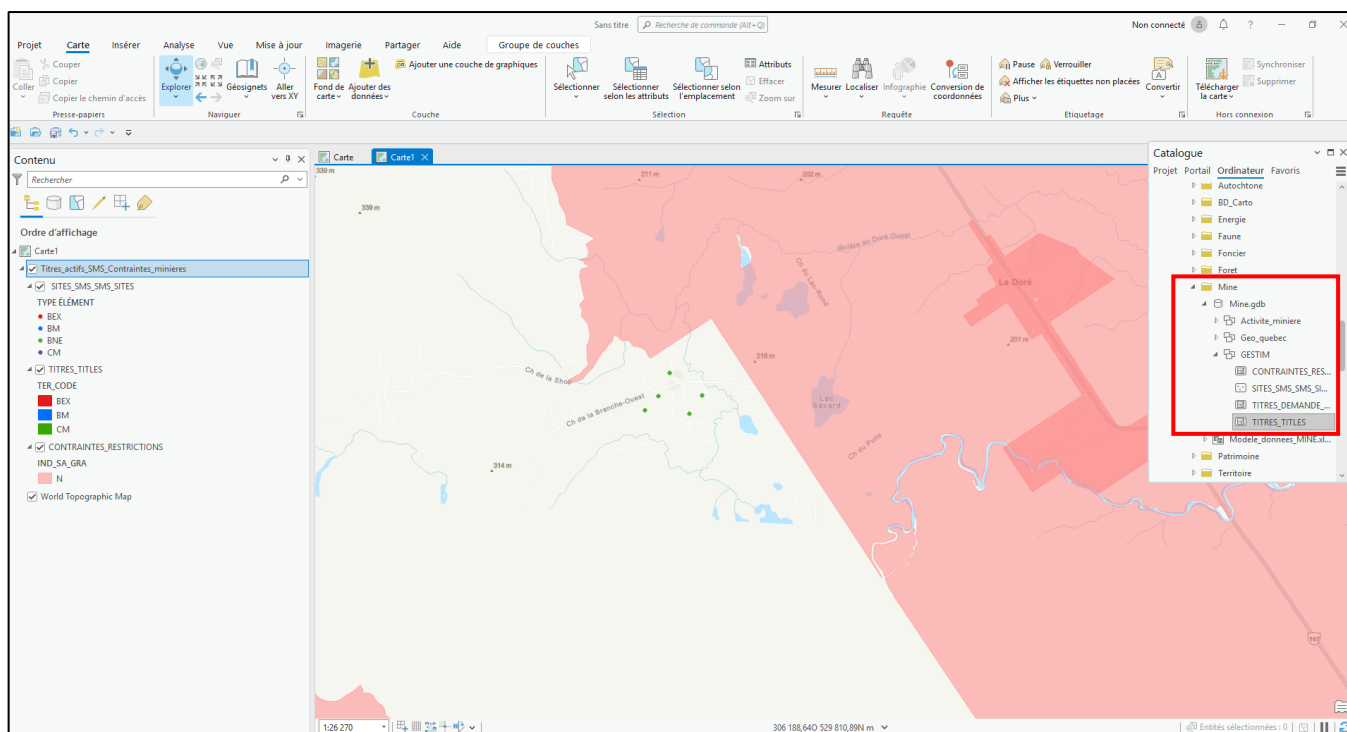 Sans titre
Recherche de commande (Alt+Q)
Non connecté
Projet Carte Insérer Analyse Vue Mise à jour Imagerie Partager Aide Groupe de couches
Coller
Couper
Copier
Copier le chemin d'accès
Presse-papiers
Explorer
Géosignets
Aller vers XY
Naviguer
Fond de carte
Ajouter des données
Ajouter une couche de graphiques
Couche
Sélectionner
Sélectionner selon les attributs
Sélectionner selon l'emplacement
Attributs
Effacer
Zoom sur
Sélection
Mesurer
Localiser
Infographie
Conversion de coordonnées
Requête
Pause
Verrouiller
Afficher les étiquettes non placées
Plus
Convertir
Etiquetage
Télécharger la carte
Synchroniser
Supprimer
Hors connexion
Contenu
Rechercher
Ordre d'affichage
Carte1
Titres_actifs_SMS_Contraintes_minieres
SITES_SMS_SMS_SITES
TYPE ÉLÉMENT
BEX
BM
BNE
CM
TITRES_TITLES
TER_CODE
BEX
BM
CM
CONTRAINTES_RESTRICTIONS
IND_SA_GRA
N
World Topographic Map
Carte
Carte1
339 m
211 m
202 m
339 m
Rivière au Doré Ouest
Ch du Lac-Rond
La Doré
201 m
218 m
Ch de la Shop
Ch de la Branche-Ouest
Lac Savard
Ch du Puits
314 m
167
1:26 270
306 188,64O 529 810,89N m
Entités sélectionnées : 0
Catalogue
Projet Portail Ordinateur Favoris
Autochtone
BD_Carto
Energie
Faune
Foncier
Foret
Mine
Mine.gdb
Activite_miniere
Geo_quebec
GESTIM
CONTRAINTES_RES...
SITES_SMS_SMS_SI...
TITRES_DEMANDE_...
TITRES_TITLES
Modele_donnees_MINE.xl...
Patrimoine
Territoire